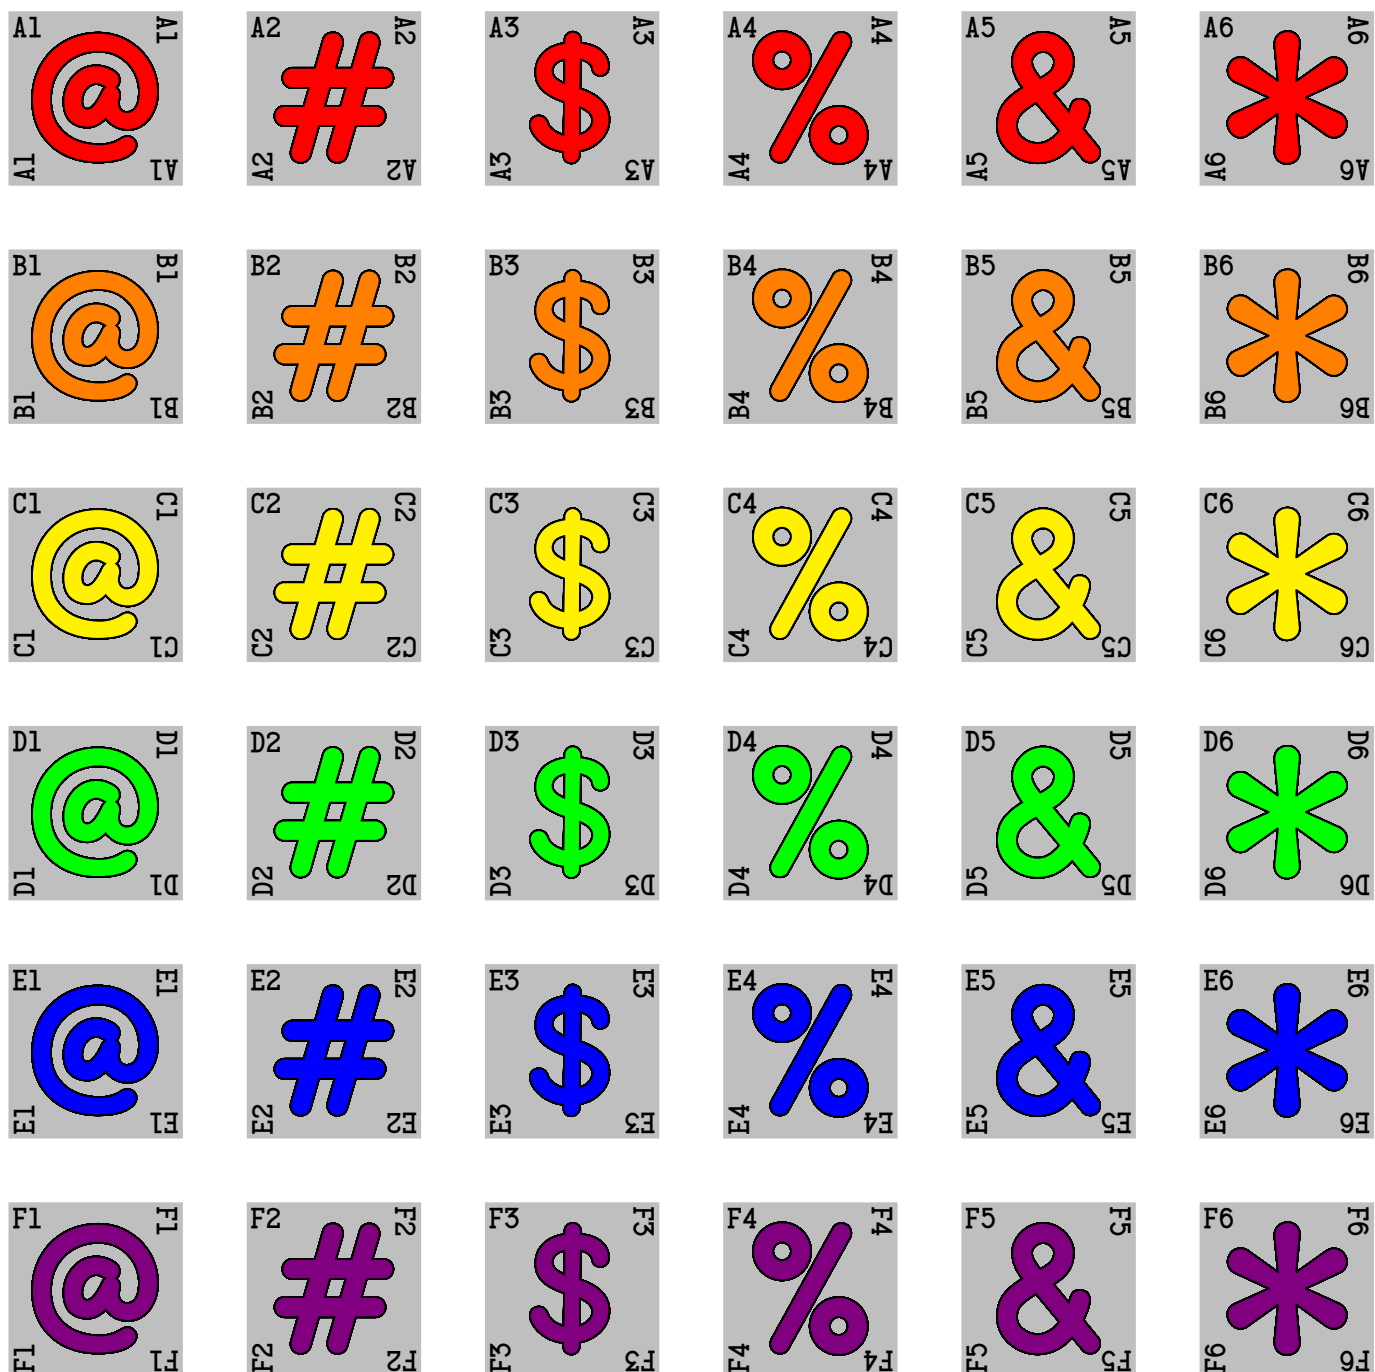 A1 A1 A2 A2 A3 A3 A4 A4 A5 A5 A6 A6
@ # $ % & *
A1 A1 A2 A2 A3 A3 A4 A4 A5 A5 A6 A6
B1 B1 B2 B2 B3 B3 B4 B4 B5 B5 B6 B6
@ # $ % & *
B1 B1 B2 B2 B3 B3 B4 B4 B5 B5 B6 B6
C1 C1 C2 C2 C3 C3 C4 C4 C5 C5 C6 C6
@ # $ % & *
C1 C1 C2 C2 C3 C3 C4 C4 C5 C5 C6 C6
D1 D1 D2 D2 D3 D3 D4 D4 D5 D5 D6 D6
@ # $ % & *
D1 D1 D2 D2 D3 D3 D4 D4 D5 D5 D6 D6
E1 E1 E2 E2 E3 E3 E4 E4 E5 E5 E6 E6
@ # $ % & *
E1 E1 E2 E2 E3 E3 E4 E4 E5 E5 E6 E6
F1 F1 F2 F2 F3 F3 F4 F4 F5 F5 F6 F6
@ # $ % & *
F1 F1 F2 F2 F3 F3 F4 F4 F5 F5 F6 F6